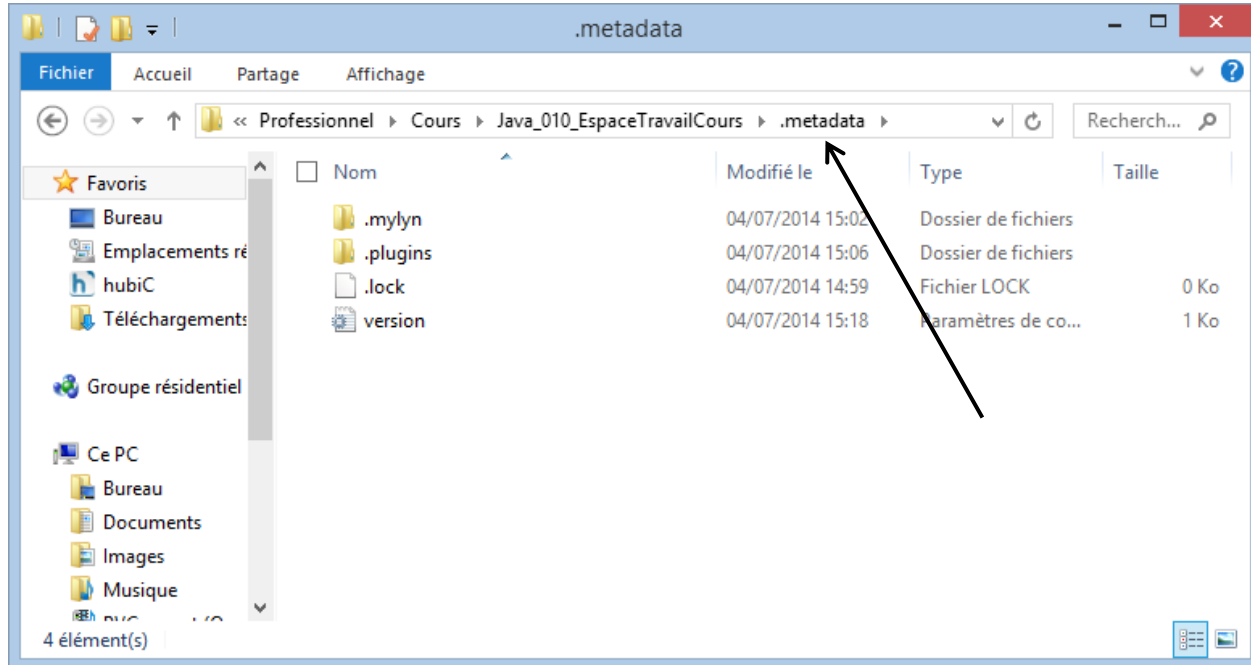 .metadata
Fichier Accueil Partage Affichage
« Professionnel Cours Java_010_EspaceTravailCours .metadata Recherch...
Favoris
Bureau
Emplacements ré
hubiC
Téléchargements
Groupe résidentiel
Ce PC
Bureau
Documents
Images
Musique
Nom Modifié le Type Taille
.mylyn 04/07/2014 15:02 Dossier de fichiers
.plugins 04/07/2014 15:06 Dossier de fichiers
.lock 04/07/2014 14:59 Fichier LOCK 0 Ko
version 04/07/2014 15:18 Paramètres de co... 1 Ko
4 élément(s)